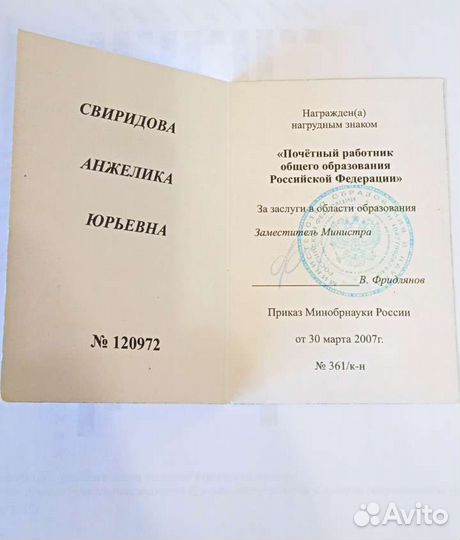 СВИРИДОВА
АНЖЕЛИКА
ЮРЬЕВНА
№ 120972
Награжден(а)
нагрудным знаком
«Почётный работник
общего образования
Российской Федерации»
За заслуги в области образования
Заместитель Министра
В. Фридлянов
Приказ Минобрнауки России
от 30 марта 2007г.
№ 361/к-н
Avito